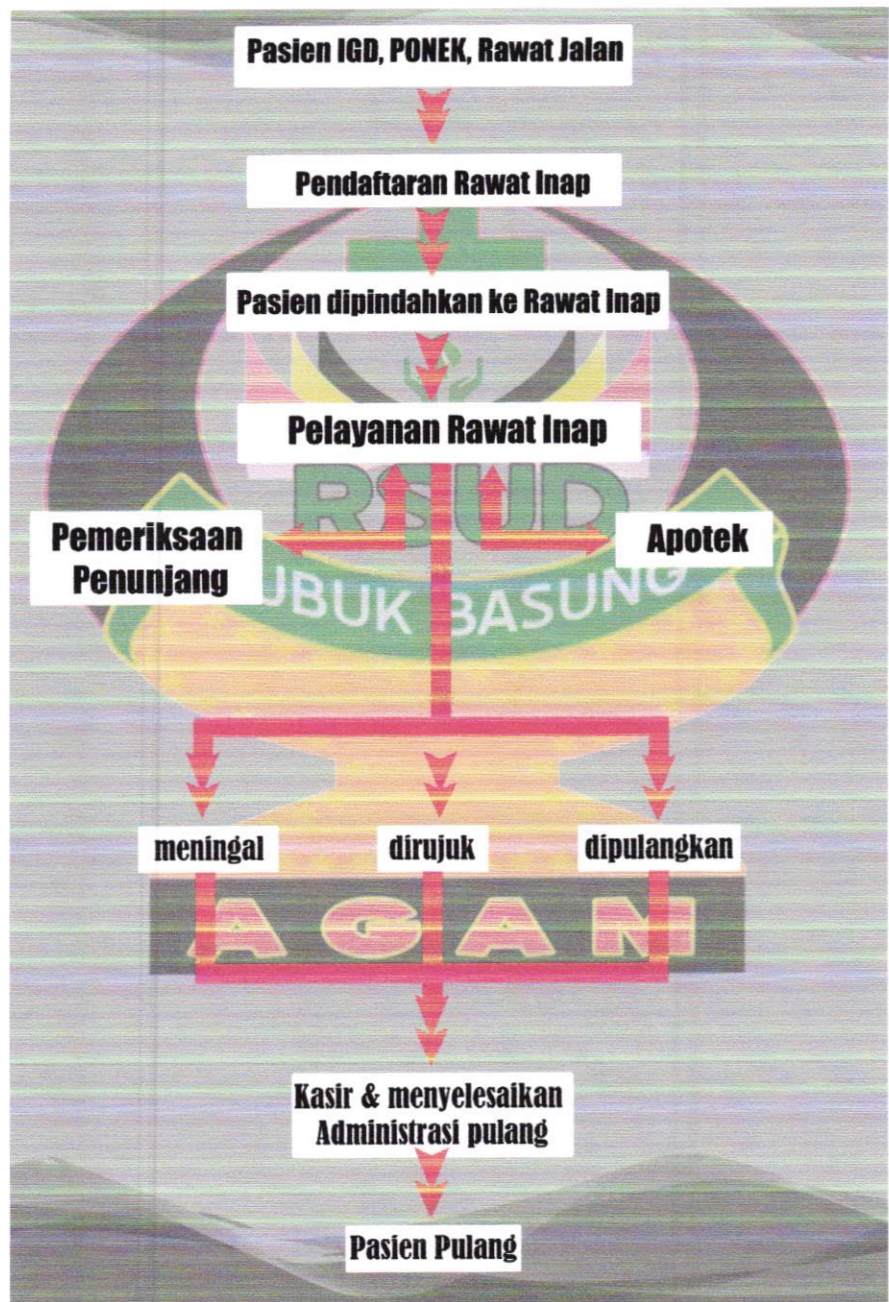 Pasien IGD, PONEK, Rawat Jalan
Pendaftaran Rawat Inap
Pasien dipindahkan ke Rawat Inap
Pelayanan Rawat Inap
RSUD
Pemeriksaan
Penunjang
Apotek
UBUK BASUNG
meningal
dirujuk
dipulangkan
AGAM
Kasir & menyelesaikan
Administrasi pulang
Pasien Pulang